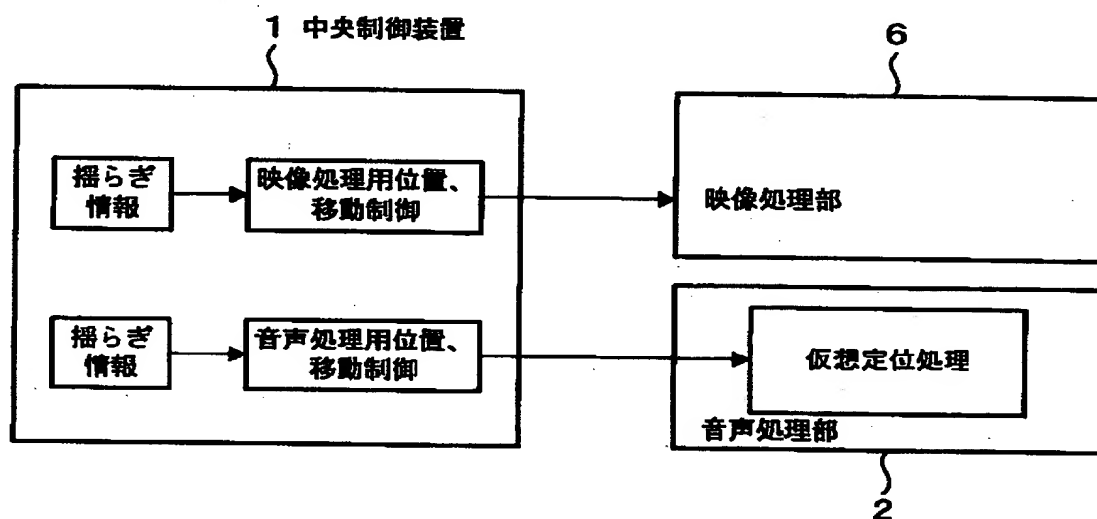 1 中央制御装置
6
揺らぎ
情報
映像処理用位置、
移動制御
映像処理部
揺らぎ
情報
音声処理用位置、
移動制御
仮想定位処理
音声処理部
2